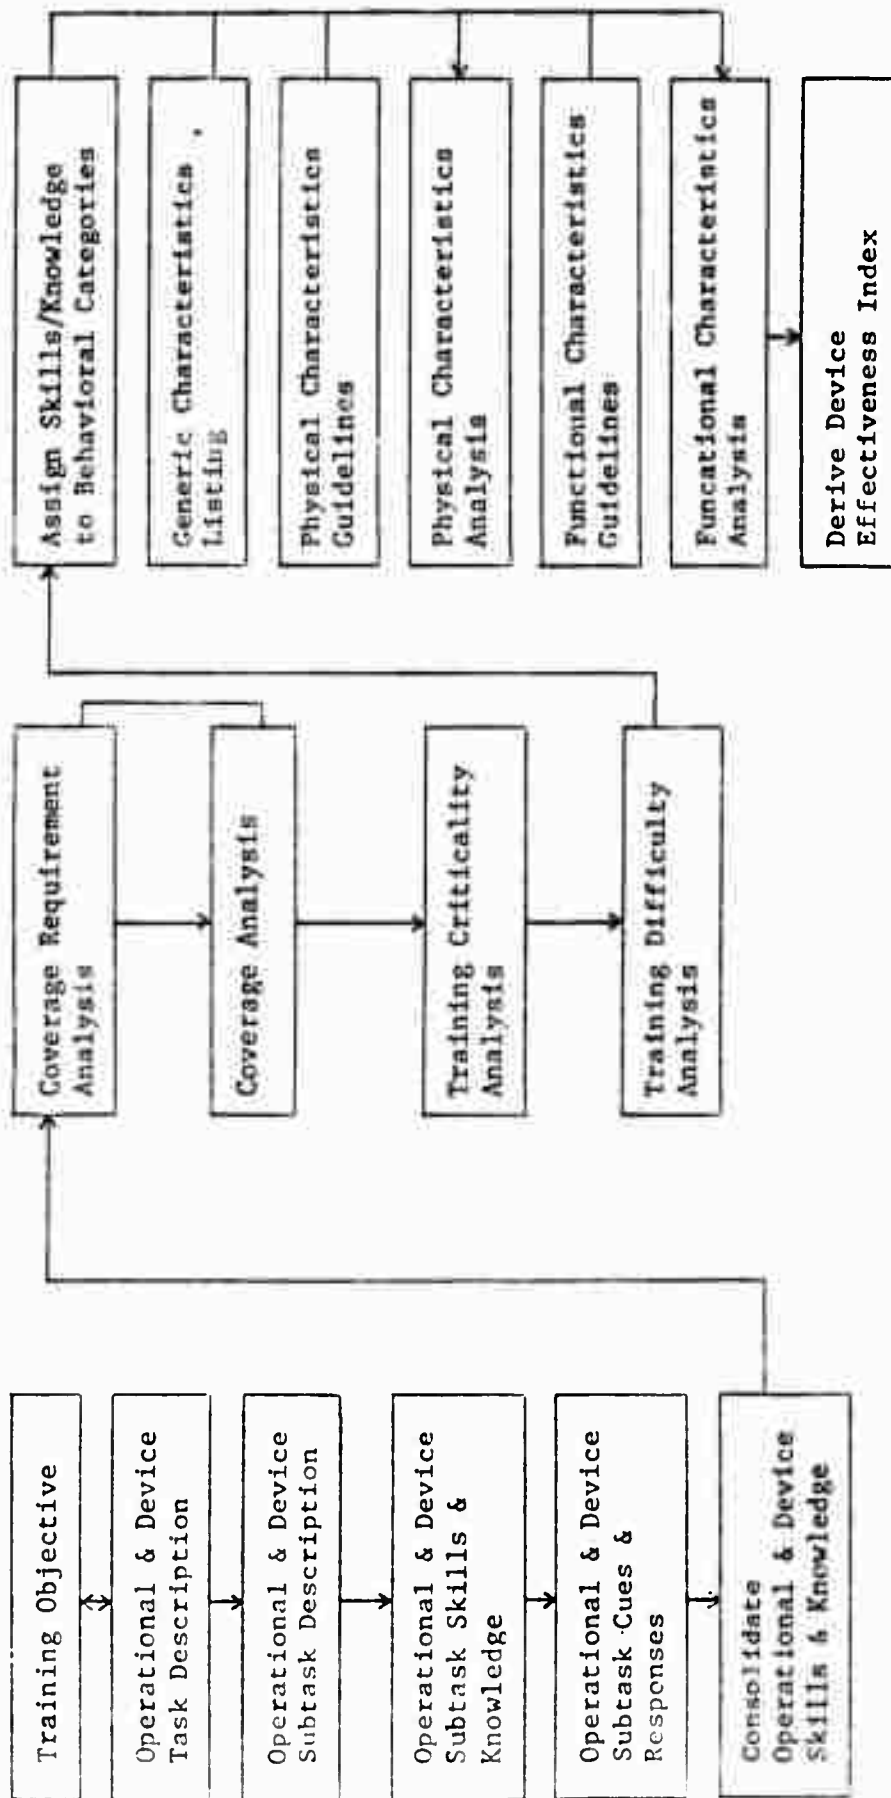 Training Objective
Operational & Device
Task Description
Operational & Device
Subtask Description
Operational & Device
Subtask Skills &
Knowledge
Operational & Device
Subtask Cues &
Responses
Consolidate
Operational & Device
Skills & Knowledge
Coverage Requirement
Analysis
Coverage Analysis
Training Criticality
Analysis
Training Difficulty
Analysis
Assign Skills/Knowledge
to Behavioral Categories
Generic Characteristics
Listing
Physical Characteristics
Guidelines
Physical Characteristics
Analysis
Functional Characteristics
Guidelines
Funcational Characteristics
Analysis
Derive Device
Effectiveness Index